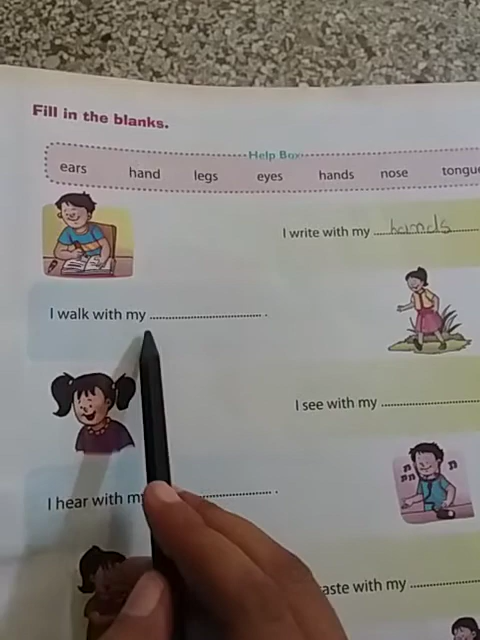 Fill in the blanks.
Help Box
ears hand legs eyes hands nose tongue
I write with my hands
I walk with my .
I see with my
I hear with my .
aste with my